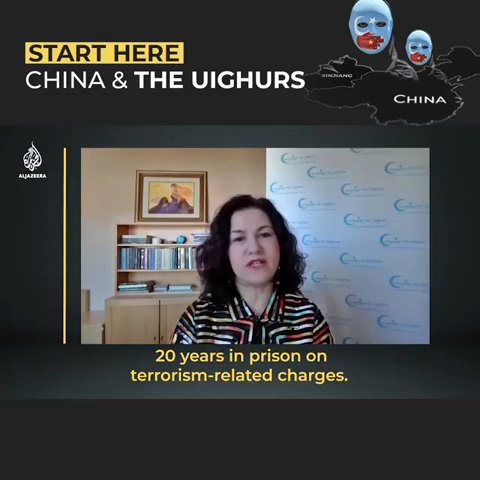 START HERE
CHINA & THE UIGHURS
XINJIANG
CHINA
ALJAZEERA
20 years in prison on
terrorism-related charges.